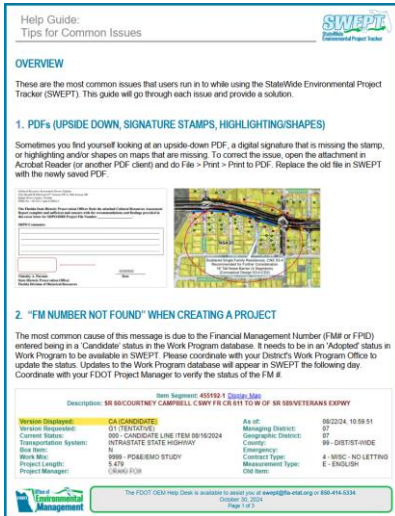 Help Guide:
Tips for Common Issues
SWEPT
StateWide
Environmental Project Tracker
OVERVIEW
These are the most common issues that users run in to while using the StateWide Environmental Project
Tracker (SWEPT). This guide will go through each issue and provide a solution.
1. PDFs (UPSIDE DOWN, SIGNATURE STAMPS, HIGHLIGHTING/SHAPES)
Sometimes you find yourself looking at an upside-down PDF, a digital signature that is missing the stamp,
or highlighting and/or shapes on maps that are missing. To correct the issue, open the attachment in
Acrobat Reader (or another PDF client) and do File > Print > Print to PDF. Replace the old file in SWEPT
with the newly saved PDF.
2. “FM NUMBER NOT FOUND” WHEN CREATING A PROJECT
The most common cause of this message is due to the Financial Management Number (FM# or FPID)
entered being in a 'Candidate' status in the Work Program database. It needs to be in an 'Adopted' status in
Work Program to be available in SWEPT. Please coordinate with your District's Work Program Office to
update the status. Updates to the Work Program database will appear in SWEPT the following day.
Coordinate with your FDOT Project Manager to verify the status of the FM #.
Item Segment: 455192-1 Display Map
Description: SR 60/COURTNEY CAMPBELL CSWY FR CR 611 TO W OF SR 589/VETERANS EXPWY
Version Displayed: CA (CANDIDATE) As of: 08/22/24, 10:59:51
Version Requested: G1 (TENTATIVE) Managing District: 07
Current Status: 000 - CANDIDATE LINE ITEM 08/16/2024 Geographic District: 07
Transportation System: INTRASTATE STATE HIGHWAY County: 99 - DIST/ST-WIDE
Box Item: N Emergency:
Work Mix: 9999 - PD&E/EMO STUDY Contract Type: 4 - MISC - NO LETTING
Project Length: 5.479 Measurement Type: E - ENGLISH
Project Manager: CRAIG FOX Old Item:
Office of
Environmental
Management
The FDOT OEM Help Desk is available to assist you at swept@fla-etat.org or 850-414-5334.
October 30, 2024
Page 1 of 3